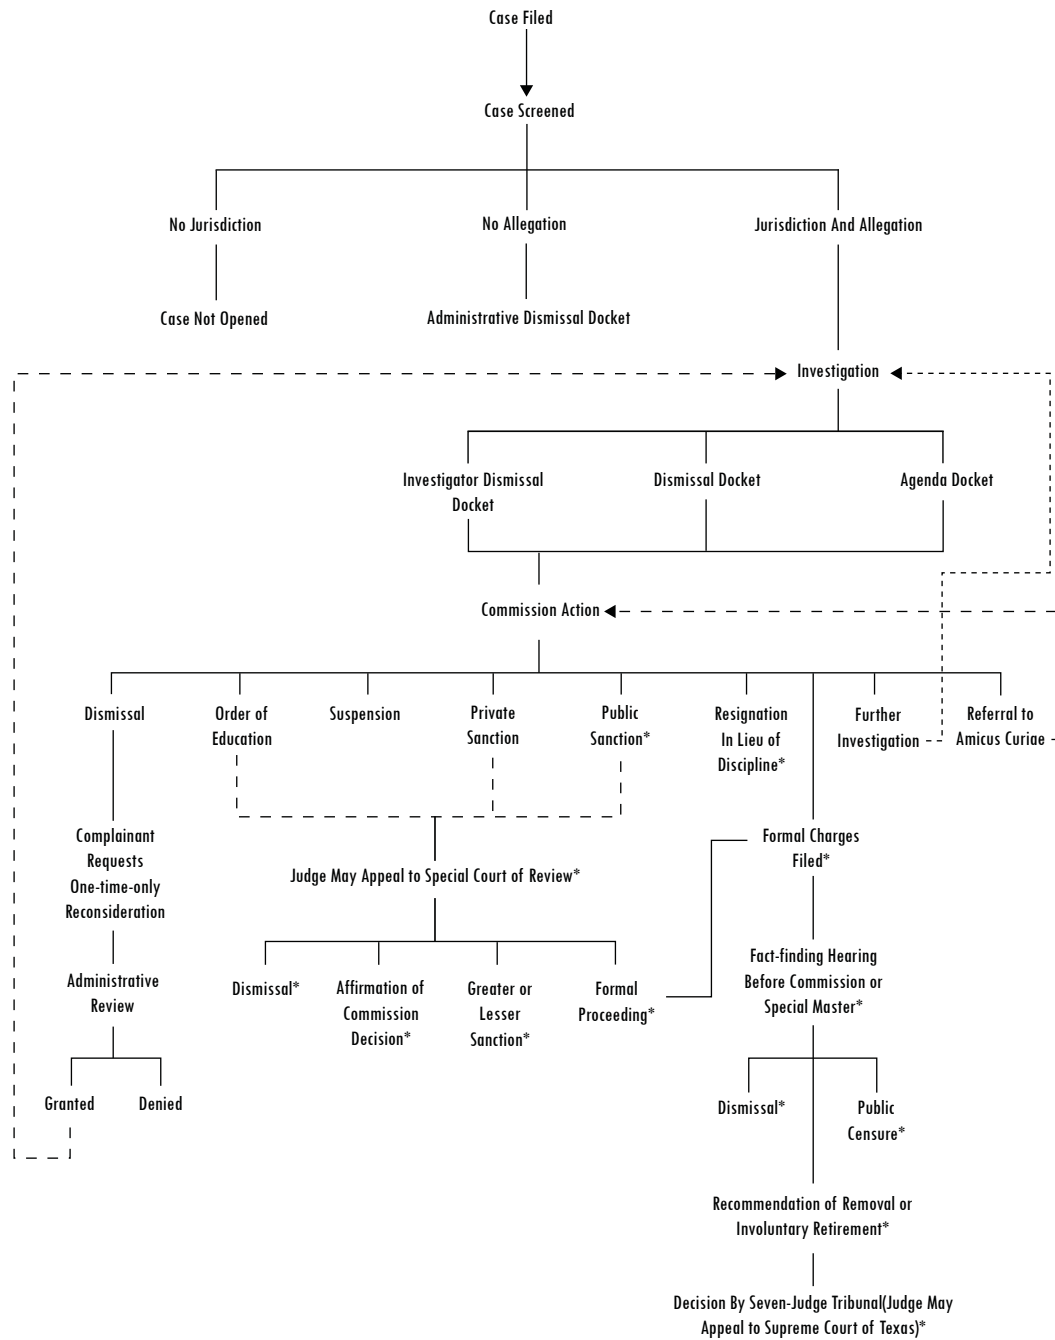 Case Filed
Case Screened
No Jurisdiction
No Allegation
Jurisdiction And Allegation
Case Not Opened
Administrative Dismissal Docket
Investigation
Investigator Dismissal
Docket
Dismissal Docket
Agenda Docket
Commission Action
Dismissal
Order of
Education
Suspension
Private
Sanction
Public
Sanction*
Resignation
In Lieu of
Discipline*
Further
Investigation
Referral to
Amicus Curiae
Complainant
Requests
One-time-only
Reconsideration
Formal Charges
Filed*
Judge May Appeal to Special Court of Review*
Administrative
Review
Dismissal*
Affirmation of
Commission
Decision*
Greater or
Lesser
Sanction*
Formal
Proceeding*
Fact-finding Hearing
Before Commission or
Special Master*
Granted
Denied
Dismissal*
Public
Censure*
Recommendation of Removal or
Involuntary Retirement*
Decision By Seven-Judge Tribunal(Judge May
Appeal to Supreme Court of Texas)*